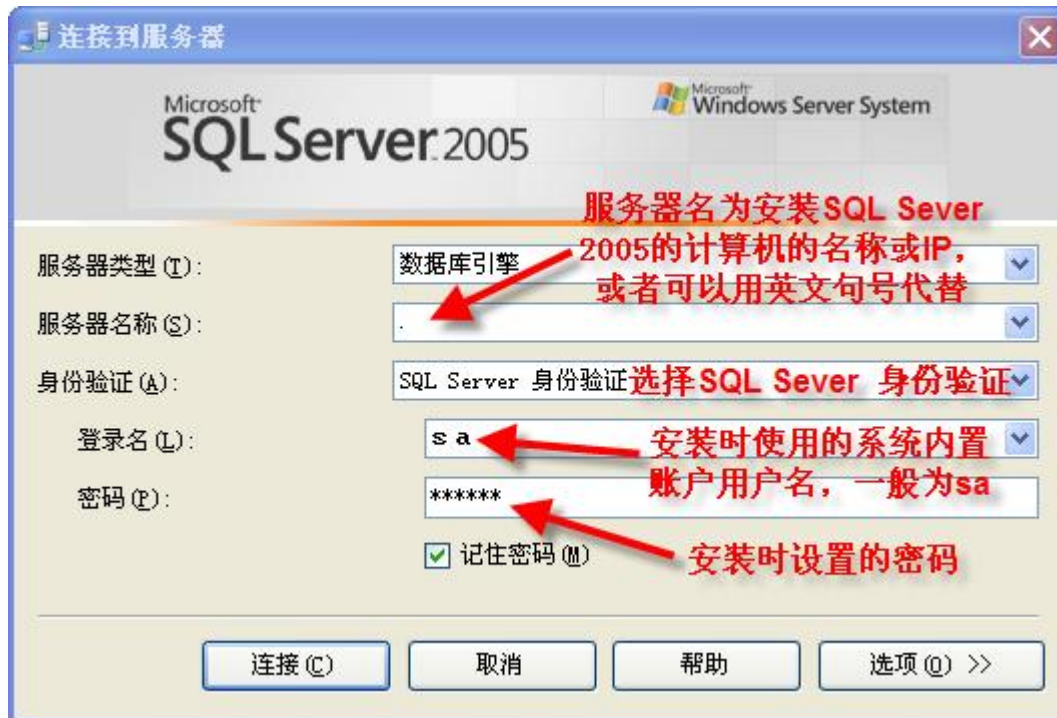 连接到服务器
Microsoft
SQL Server 2005
Microsoft
Windows Server System
服务器名为安装SQL Sever
2005的计算机的名称或IP，
或者可以用英文句号代替
服务器类型(T)：
数据库引擎
服务器名称(S)：
.
身份验证(A)：
SQL Server 身份验证
选择SQL Sever 身份验证
登录名(L)：
sa
安装时使用的系统内置
账户用户名，一般为sa
密码(P)：
******
记住密码(M)
安装时设置的密码
连接(C)
取消
帮助
选项(O) >>